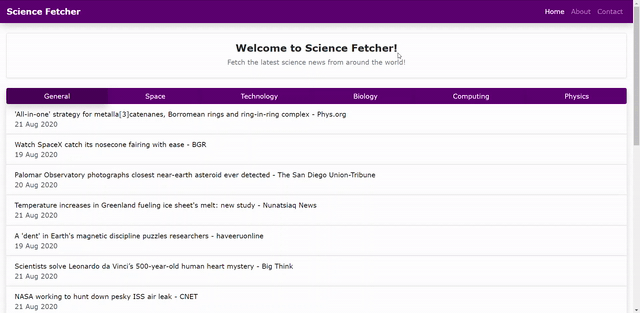 Science Fetcher
Home About Contact
Welcome to Science Fetcher!
Fetch the latest science news from around the world!
General Space Technology Biology Computing Physics
'All-in-one' strategy for metalla[3]catenanes, Borromean rings and ring-in-ring complex - Phys.org
21 Aug 2020
Watch SpaceX catch its nosecone fairing with ease - BGR
19 Aug 2020
Palomar Observatory photographs closest near-earth asteroid ever detected - The San Diego Union-Tribune
20 Aug 2020
Temperature increases in Greenland fueling ice sheet's melt: new study - Nunatsiaq News
21 Aug 2020
A 'dent' in Earth's magnetic discipline puzzles researchers - haveeruonline
19 Aug 2020
Scientists solve Leonardo da Vinci's 500-year-old human heart mystery - Big Think
21 Aug 2020
NASA working to hunt down pesky ISS air leak - CNET
21 Aug 2020